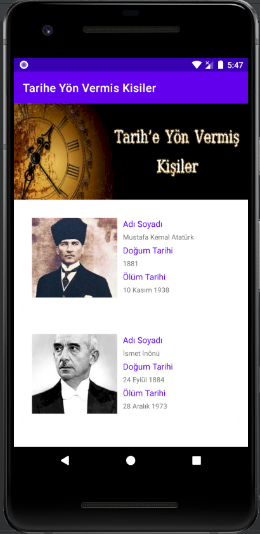 5:47
Tarihe Yön Vermis Kisiler
Tarih'e Yön Vermiş
Kişiler
Adı Soyadı
Mustafa Kemal Atatürk
Doğum Tarihi
1881
Ölüm Tarihi
10 Kasım 1938
Adı Soyadı
İsmet İnönü
Doğum Tarihi
24 Eylül 1884
Ölüm Tarihi
28 Aralık 1973